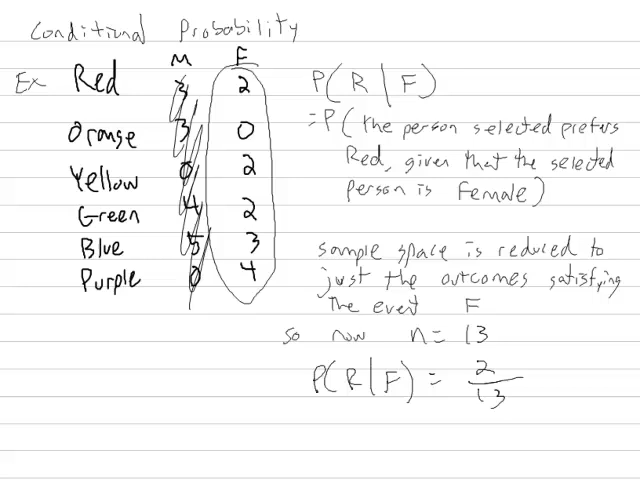 Conditional Probability
M F
Ex Red 3 2
Orange 3 0
Yellow 0 2
Green 4 2
Blue 5 3
Purple 0 4
P(R|F)
=P(the person selected prefers
Red, given that the selected
person is Female)
sample space is reduced to
just the outcomes satisfying
the event F
so now n=13
P(R|F) = 2/13